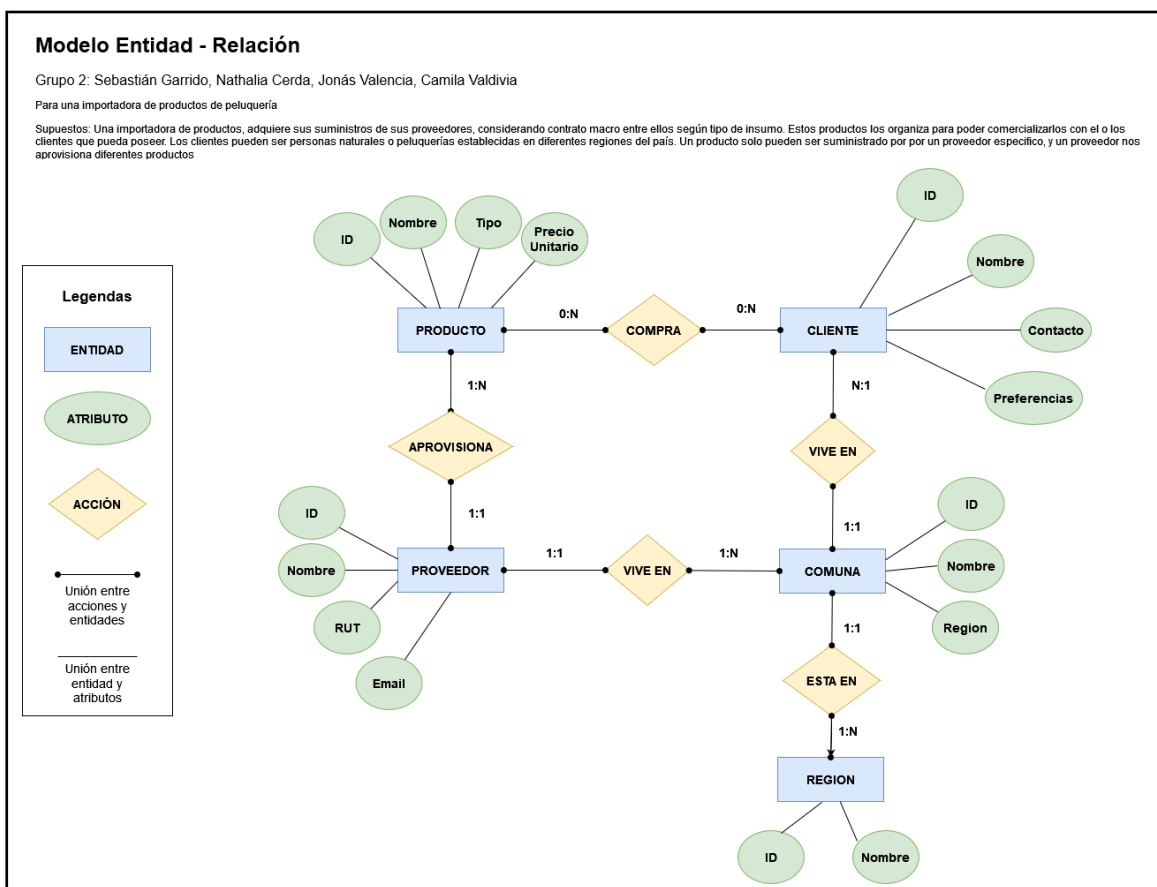 Modelo Entidad - Relación
Grupo 2: Sebastián Garrido, Nathalia Cerda, Jonás Valencia, Camila Valdivia
Para una importadora de productos de peluquería
Supuestos: Una importadora de productos, adquiere sus suministros de sus proveedores, considerando contrato macro entre ellos según tipo de insumo. Estos productos los organiza para poder comercializarlos con el o los
clientes que pueda poseer. Los clientes pueden ser personas naturales o peluquerías establecidas en diferentes regiones del país. Un producto solo pueden ser suministrado por por un proveedor especifico, y un proveedor nos
aprovisiona diferentes productos
ID
Nombre
Tipo
Precio
Unitario
ID
Nombre
Contacto
Preferencias
Legendas
ENTIDAD
ATRIBUTO
ACCIÓN
Unión entre
acciones y
entidades
Unión entre
entidad y
atributos
PRODUCTO
0:N
COMPRA
0:N
CLIENTE
1:N
N:1
APROVISIONA
VIVE EN
1:1
1:1
ID
Nombre
RUT
Email
PROVEEDOR
1:1
VIVE EN
1:N
COMUNA
ID
Nombre
Region
1:1
ESTA EN
1:N
REGION
ID
Nombre